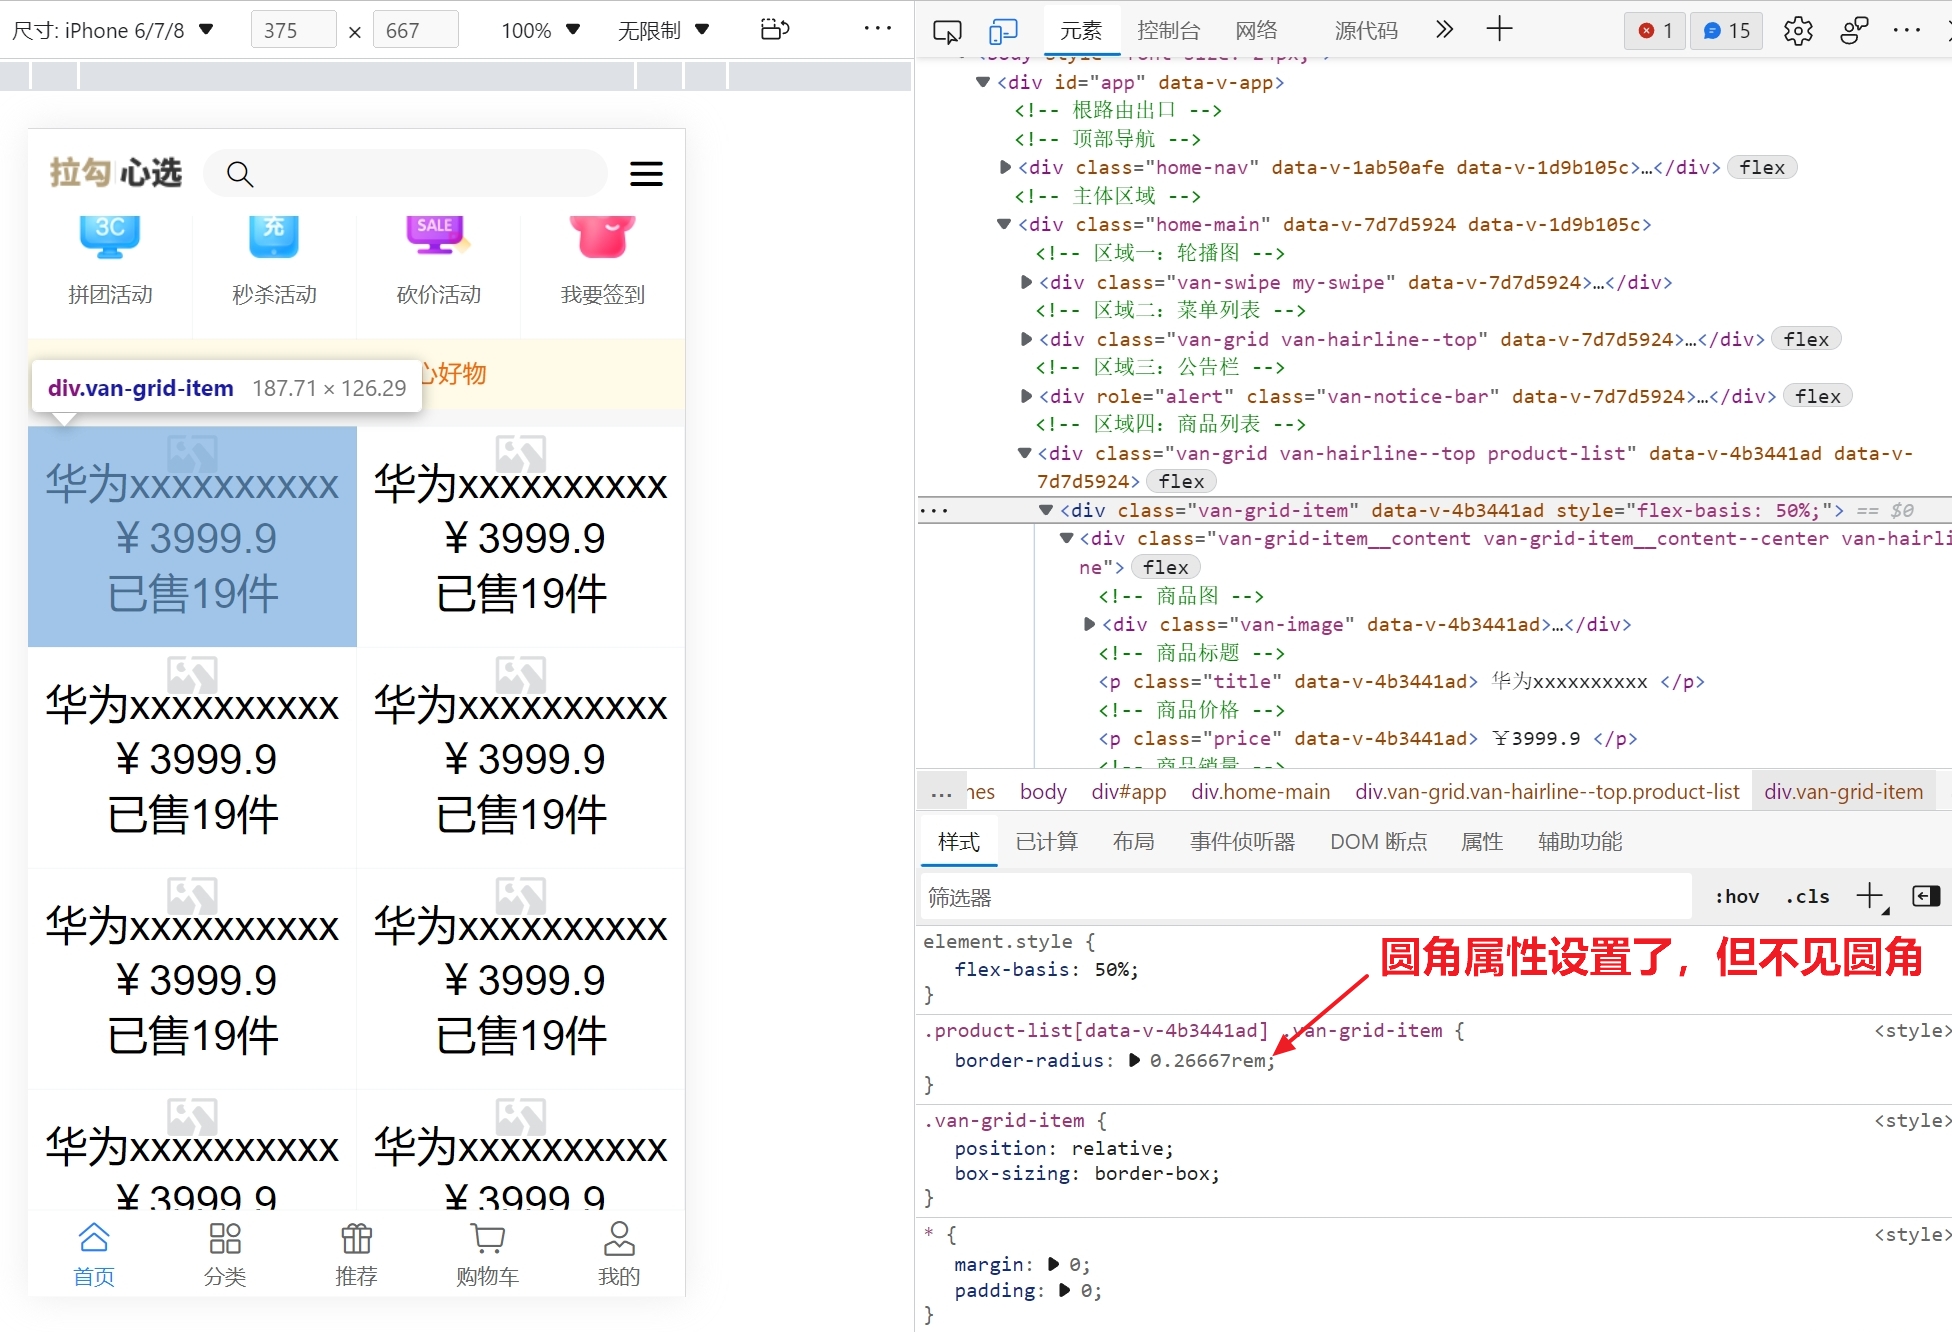 尺寸: iPhone 6/7/8 ▼ 375 × 667 100% ▼ 无限制 ▼ ···
拉勾心选
3C 充 SALE
拼团活动 秒杀活动 砍价活动 我要签到
心好物
div.van-grid-item 187.71 × 126.29
华为xxxxxxxxxx 华为xxxxxxxxxx
￥3999.9 ￥3999.9
已售19件 已售19件
华为xxxxxxxxxx 华为xxxxxxxxxx
￥3999.9 ￥3999.9
已售19件 已售19件
华为xxxxxxxxxx 华为xxxxxxxxxx
￥3999.9 ￥3999.9
已售19件 已售19件
华为xxxxxxxxxx 华为xxxxxxxxxx
￥3999.9 ￥3999.9
首页 分类 推荐 购物车 我的
元素 控制台 网络 源代码 1 15
<body style="font-size: 24px;">
<div id="app" data-v-app>
<!-- 根路由出口 -->
<!-- 顶部导航 -->
<div class="home-nav" data-v-1ab50afe data-v-1d9b105c>…</div> flex
<!-- 主体区域 -->
<div class="home-main" data-v-7d7d5924 data-v-1d9b105c>
<!-- 区域一: 轮播图 -->
<div class="van-swipe my-swipe" data-v-7d7d5924>…</div>
<!-- 区域二: 菜单列表 -->
<div class="van-grid van-hairline--top" data-v-7d7d5924>…</div> flex
<!-- 区域三: 公告栏 -->
<div role="alert" class="van-notice-bar" data-v-7d7d5924>…</div> flex
<!-- 区域四: 商品列表 -->
<div class="van-grid van-hairline--top product-list" data-v-4b3441ad data-v-
7d7d5924> flex
··· <div class="van-grid-item" data-v-4b3441ad style="flex-basis: 50%;"> == $0
<div class="van-grid-item__content van-grid-item__content--center van-hairli
ne"> flex
<!-- 商品图 -->
<div class="van-image" data-v-4b3441ad>…</div>
<!-- 商品标题 -->
<p class="title" data-v-4b3441ad> 华为xxxxxxxxxx </p>
<!-- 商品价格 -->
<p class="price" data-v-4b3441ad> ￥3999.9 </p>
<!-- 商品销量 -->
… nes body div#app div.home-main div.van-grid.van-hairline--top.product-list div.van-grid-item
样式 已计算 布局 事件侦听器 DOM 断点 属性 辅助功能
筛选器 :hov .cls
圆角属性设置了，但不见圆角
element.style {
flex-basis: 50%;
}
.product-list[data-v-4b3441ad] .van-grid-item { <style>
border-radius: ▶ 0.26667rem;
}
.van-grid-item { <style>
position: relative;
box-sizing: border-box;
}
* { <style>
margin: ▶ 0;
padding: ▶ 0;
}